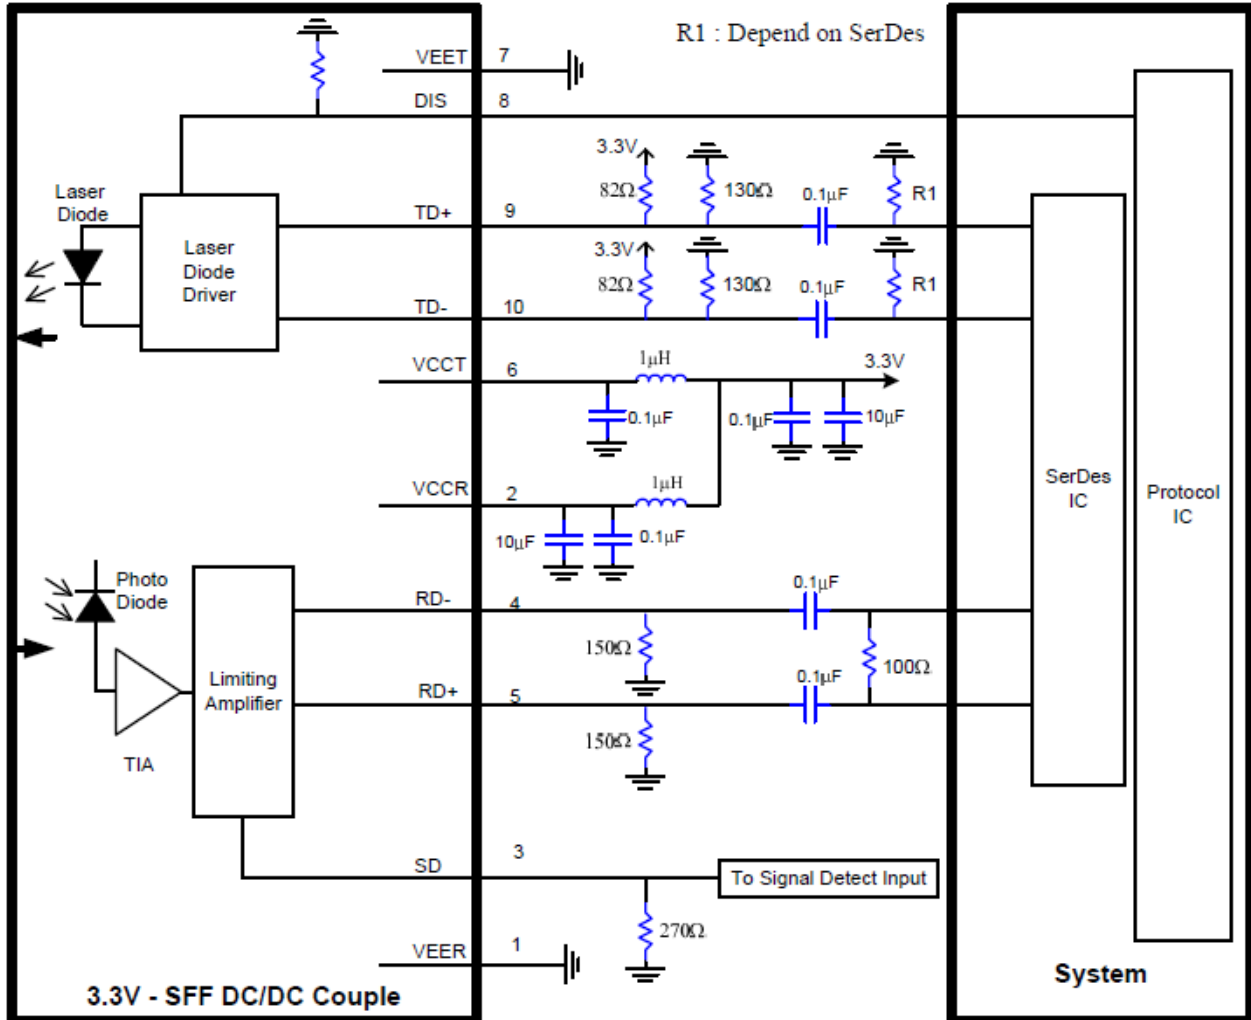 R1 : Depend on SerDes
VEET 7
DIS 8
3.3V
82Ω 130Ω 0.1µF R1
Laser
Diode
TD+ 9
Laser
Diode
Driver
3.3V
82Ω 130Ω 0.1µF R1
TD- 10
VCCT 6 1µH 3.3V
0.1µF 0.1µF 10µF
VCCR 2 1µH
10µF 0.1µF
SerDes
IC
Protocol
IC
Photo
Diode
RD- 4 0.1µF
150Ω 100Ω
Limiting
Amplifier
RD+ 5 0.1µF
TIA
150Ω
SD 3
To Signal Detect Input
270Ω
VEER 1
3.3V - SFF DC/DC Couple
System